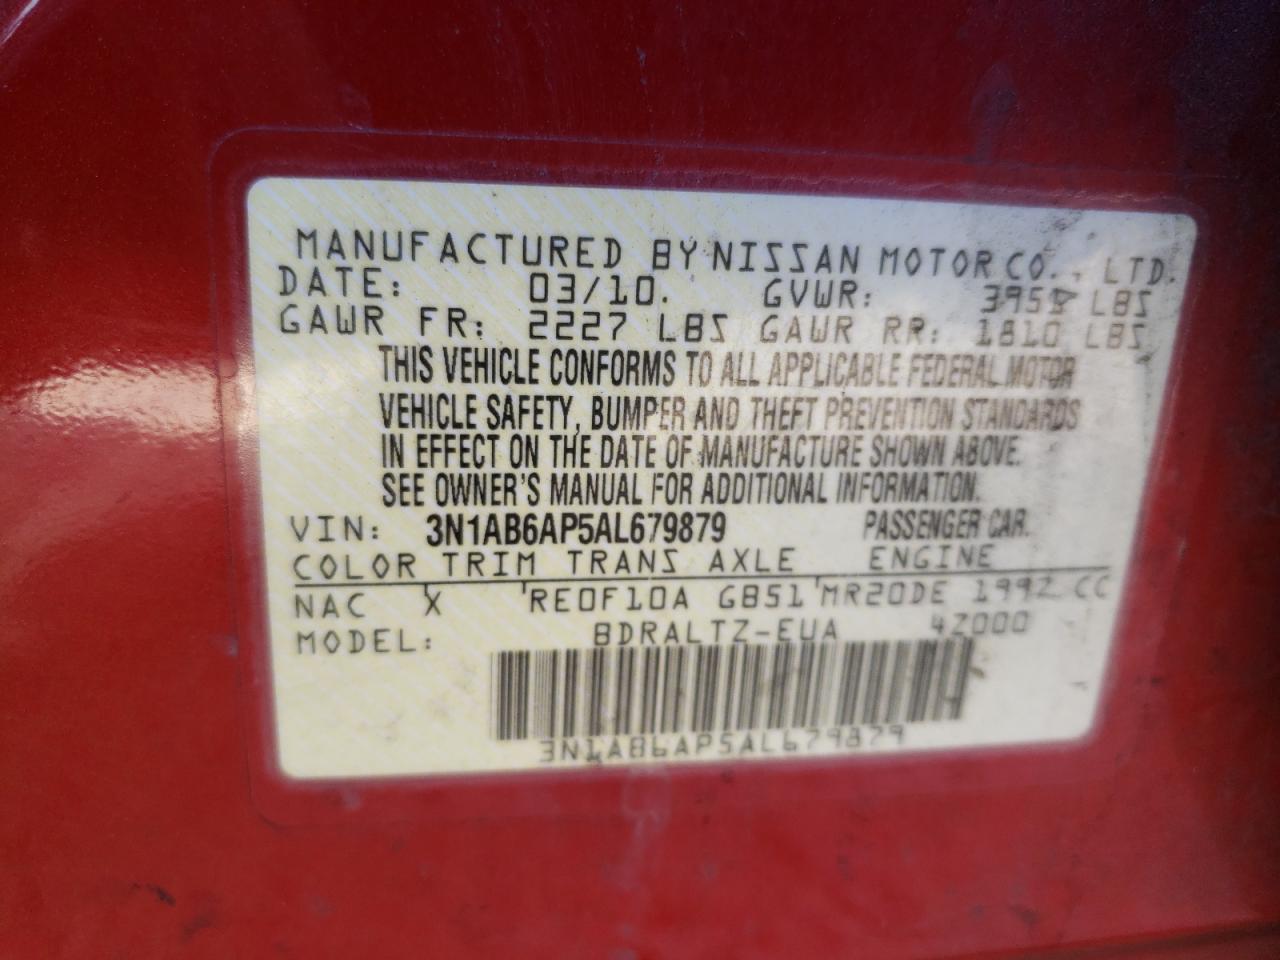 MANUFACTURED BY NISSAN MOTOR CO., LTD.
DATE: 03/10. GVWR: LBS
GAWR FR: 2227 LBS GAWR RR: 1810 LBS
THIS VEHICLE CONFORMS TO ALL APPLICABLE FEDERAL MOTOR
VEHICLE SAFETY, BUMPER AND THEFT PREVENTION STANDARDS
IN EFFECT ON THE DATE OF MANUFACTURE SHOWN ABOVE.
SEE OWNER'S MANUAL FOR ADDITIONAL INFORMATION.
VIN: 3N1AB6AP5AL679879 PASSENGER CAR.
COLOR TRIM TRANS AXLE ENGINE
NAC X RE0F10A GB51 MR20DE 1992 CC
MODEL: BDRALTZ-EUA 4Z000
3N1AB6AP5AL679879